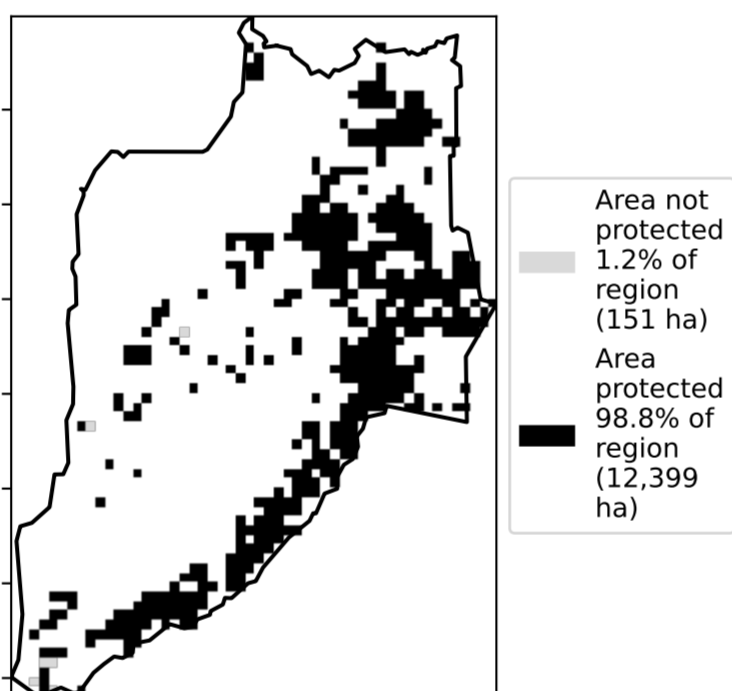 Area not
protected
1.2% of
region
(151 ha)
Area
protected
98.8% of
region
(12,399
ha)